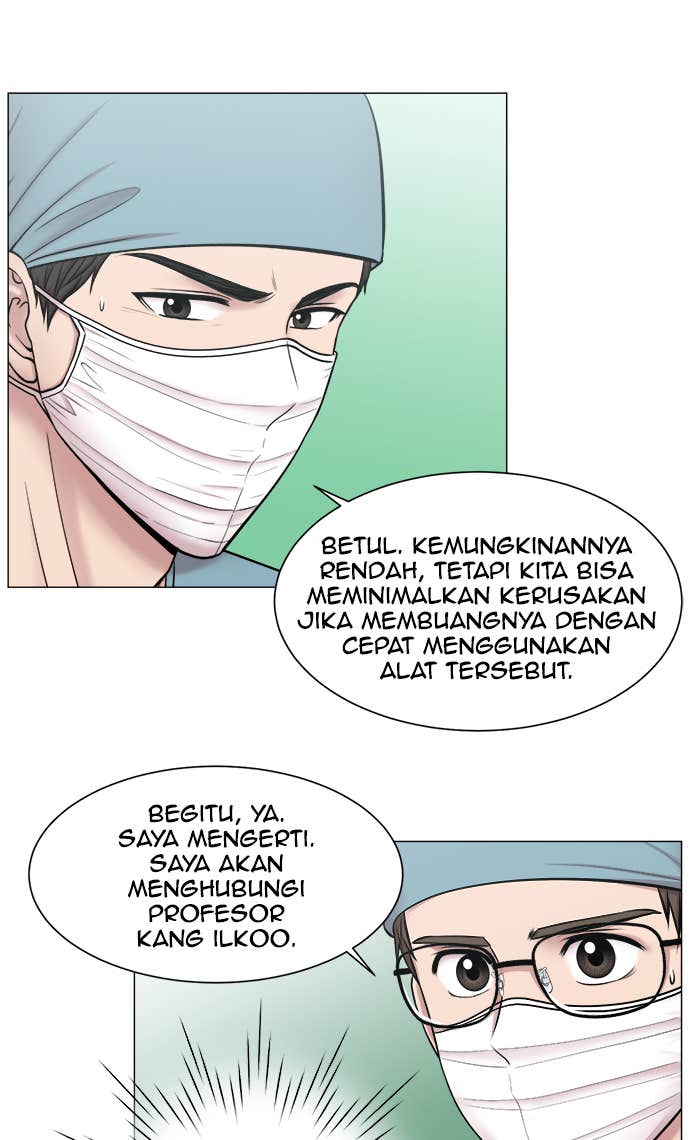 BETUL. KEMUNGKINANNYA
RENDAH, TETAPI KITA BISA
MEMINIMALKAN KERUSAKAN
JIKA MEMBUANGNYA DENGAN
CEPAT MENGGUNAKAN
ALAT TERSEBUT.
BEGITU, YA.
SAYA MENGERTI.
SAYA AKAN
MENGHUBUNGI
PROFESOR
KANG ILKOO.